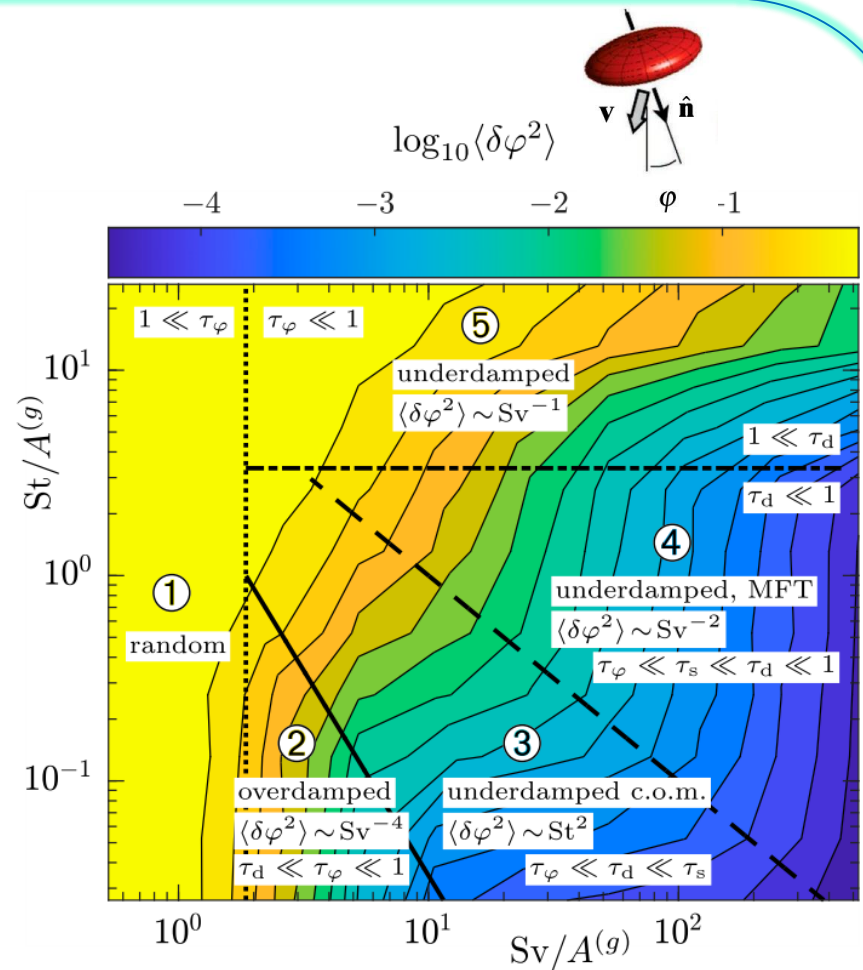 v n̂
log₁₀⟨δφ²⟩
φ
−4 −3 −2 -1
1 ≪ τ_φ τ_φ ≪ 1
5
underdamped
⟨δφ²⟩ ∼ Sv⁻¹
1 ≪ τ_d
τ_d ≪ 1
4
underdamped, MFT
⟨δφ²⟩ ∼ Sv⁻²
τ_φ ≪ τ_s ≪ τ_d ≪ 1
1
random
2
overdamped
⟨δφ²⟩ ∼ Sv⁻⁴
τ_d ≪ τ_φ ≪ 1
3
underdamped c.o.m.
⟨δφ²⟩ ∼ St²
τ_φ ≪ τ_d ≪ τ_s
10¹
10⁰
10⁻¹
St/A⁽ᵍ⁾
10⁰ 10¹ 10²
Sv/A⁽ᵍ⁾